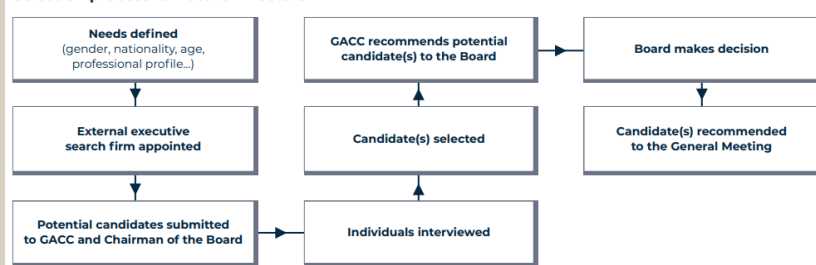 Needs defined
(gender, nationality, age,
professional profile...)
External executive
search firm appointed
Potential candidates submitted
to GACC and Chairman of the Board
Individuals interviewed
Candidate(s) selected
GACC recommends potential
candidate(s) to the Board
Board makes decision
Candidate(s) recommended
to the General Meeting